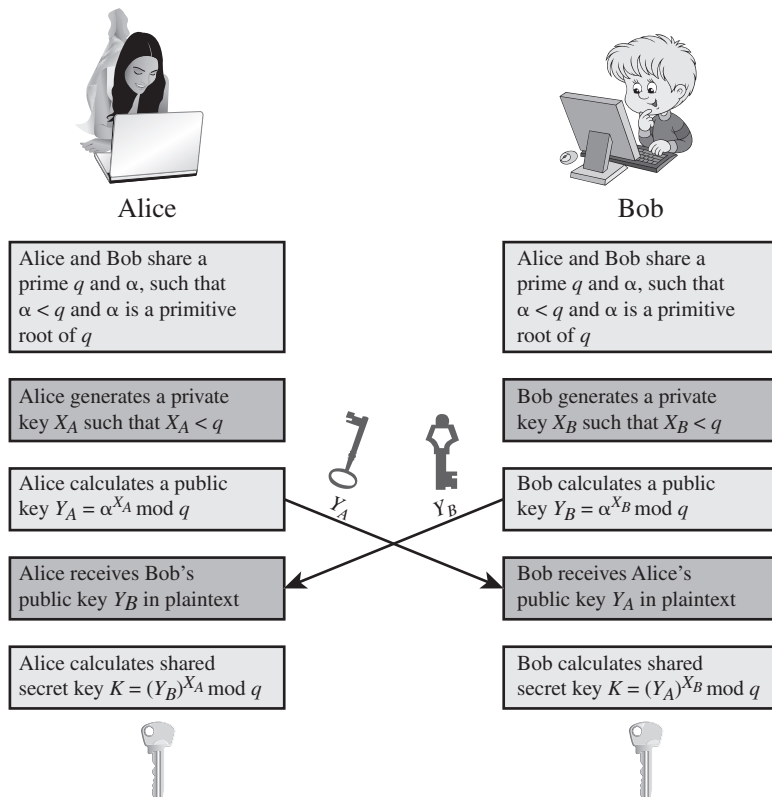 Alice
Alice and Bob share a
prime q and α, such that
α < q and α is a primitive
root of q
Alice generates a private
key X_A such that X_A < q
Alice calculates a public
key Y_A = α^{X_A} mod q
Alice receives Bob's
public key Y_B in plaintext
Alice calculates shared
secret key K = (Y_B)^{X_A} mod q
Y_A
Y_B
Bob
Alice and Bob share a
prime q and α, such that
α < q and α is a primitive
root of q
Bob generates a private
key X_B such that X_B < q
Bob calculates a public
key Y_B = α^{X_B} mod q
Bob receives Alice's
public key Y_A in plaintext
Bob calculates shared
secret key K = (Y_A)^{X_B} mod q